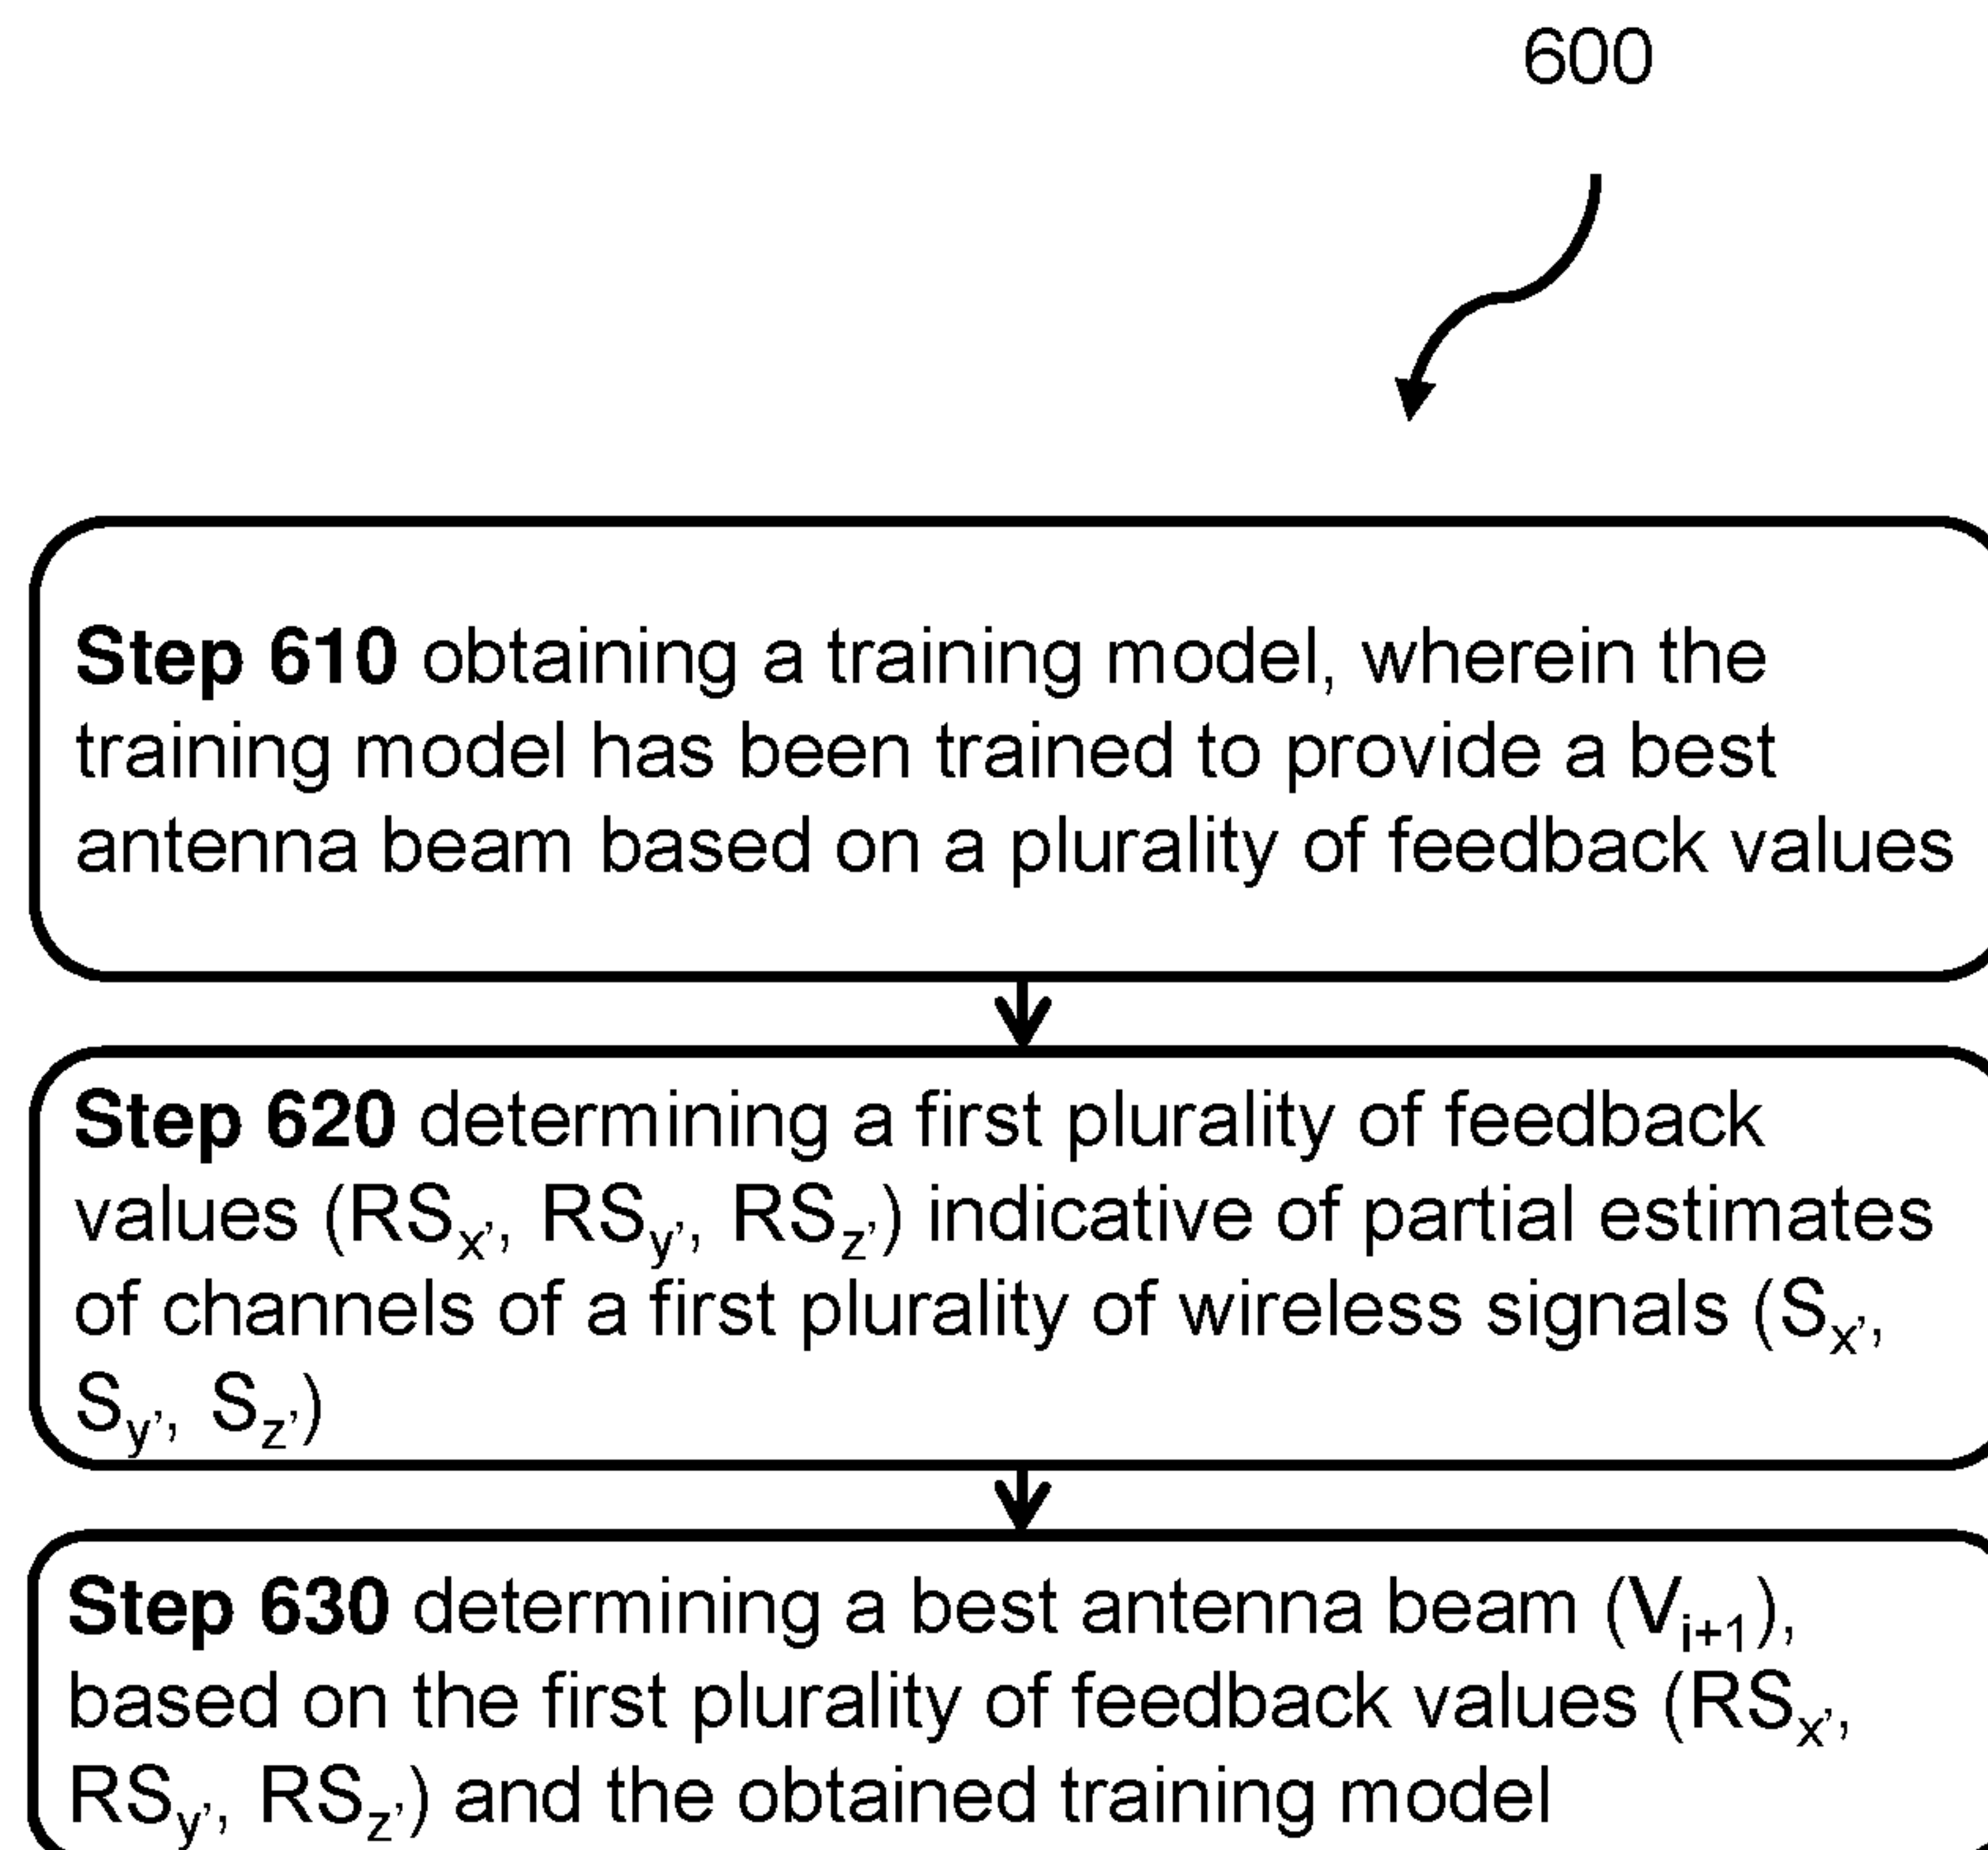 600
Step 610 obtaining a training model, wherein the
training model has been trained to provide a best
antenna beam based on a plurality of feedback values
Step 620 determining a first plurality of feedback
values (RSx’, RSy’, RSz’) indicative of partial estimates
of channels of a first plurality of wireless signals (Sx’,
Sy’, Sz’)
Step 630 determining a best antenna beam (Vi+1),
based on the first plurality of feedback values (RSx’,
RSy’, RSz’) and the obtained training model